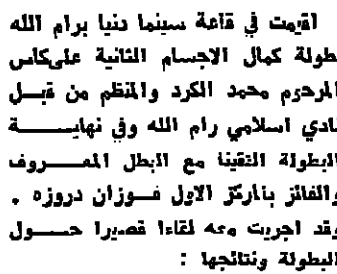 اقيمت في قاعة سينما دنيا برام الله
بطولة كمال الاجسام الثانية على كاس
المرحوم محمد الكرد والمنظم من قبل
نادي اسلامي رام الله وفي نهايـــــة
البطولة التقينا مع البطل المعـــروف
والفائز بالمركز الاول فــوزان دروزه .
وقد اجريت معه لقاءا قصيرا حـــول
البطولة ونتائجها :